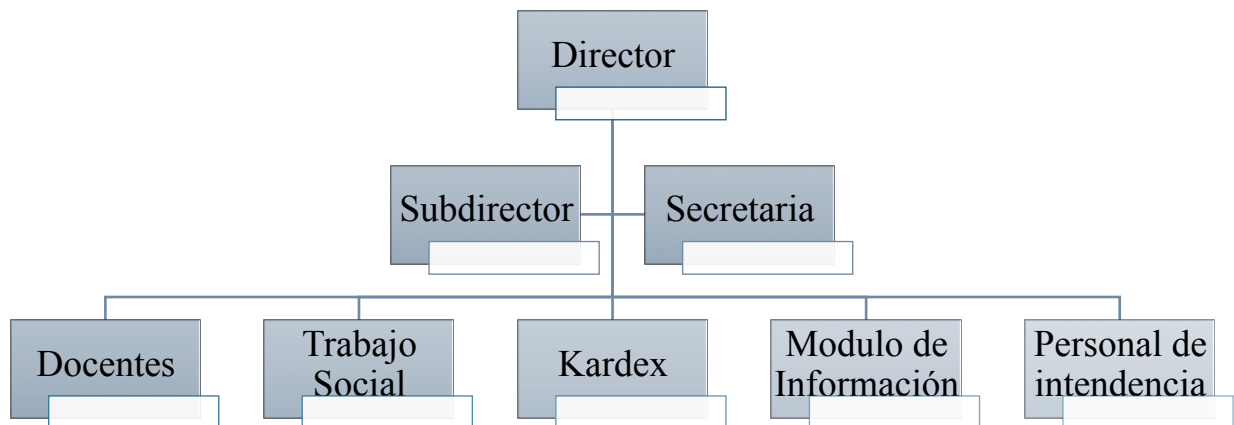 Director
Subdirector
Secretaria
Docentes
Trabajo
Social
Kardex
Modulo de
Información
Personal de
intendencia